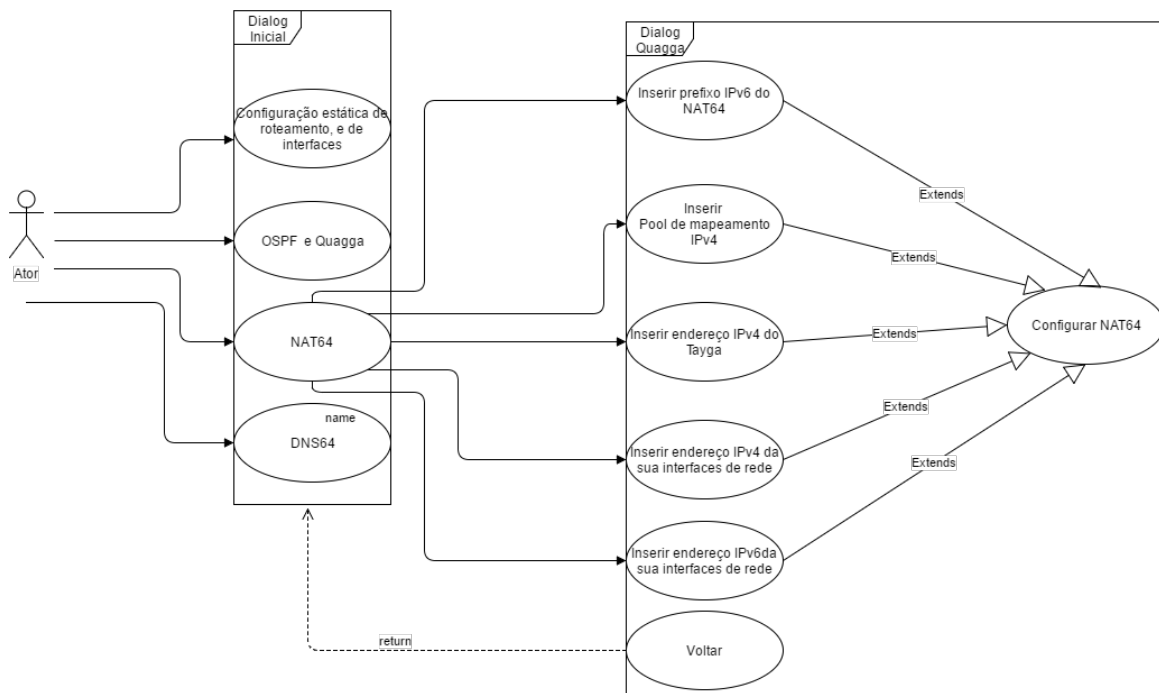 Dialog
Inicial
Configuração estática de
roteamento, e de
interfaces
OSPF e Quagga
NAT64
name
DNS64
Ator
Dialog
Quagga
Inserir prefixo IPv6 do
NAT64
Inserir
Pool de mapeamento
IPv4
Inserir endereço IPv4 do
Tayga
Inserir endereço IPv4 da
sua interfaces de rede
Inserir endereço IPv6da
sua interfaces de rede
Voltar
return
Extends
Extends
Extends
Extends
Extends
Configurar NAT64